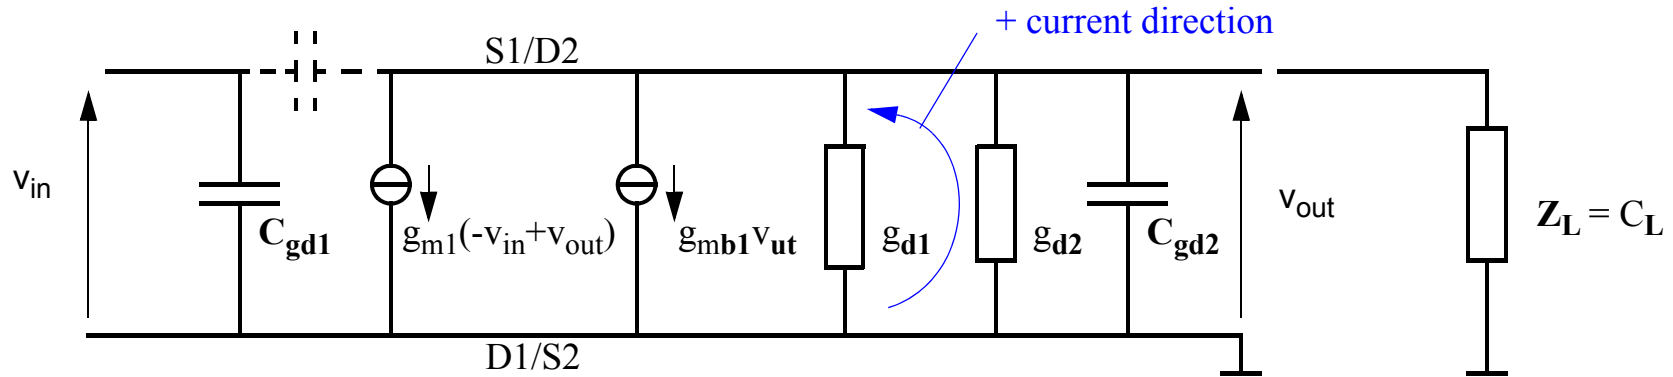 + current direction
S1/D2
v_in
C_gd1
g_m1(-v_in+v_out)
g_mb1v_ut
g_d1
g_d2
C_gd2
v_out
Z_L = C_L
D1/S2